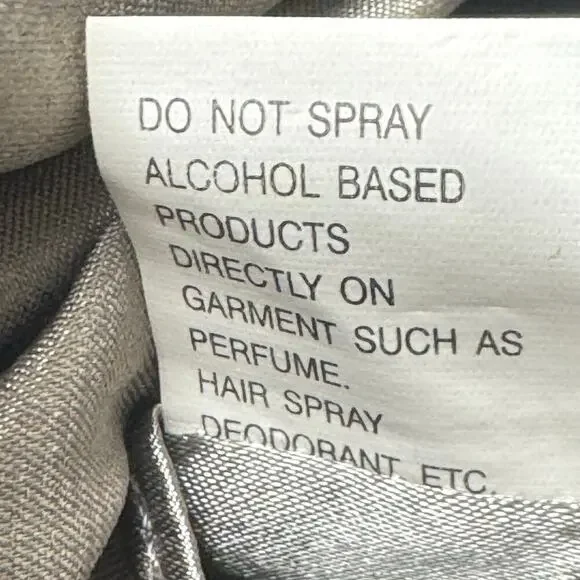 DO NOT SPRAY
ALCOHOL BASED
PRODUCTS
DIRECTLY ON
GARMENT SUCH AS
PERFUME.
HAIR SPRAY
DEODORANT ETC.